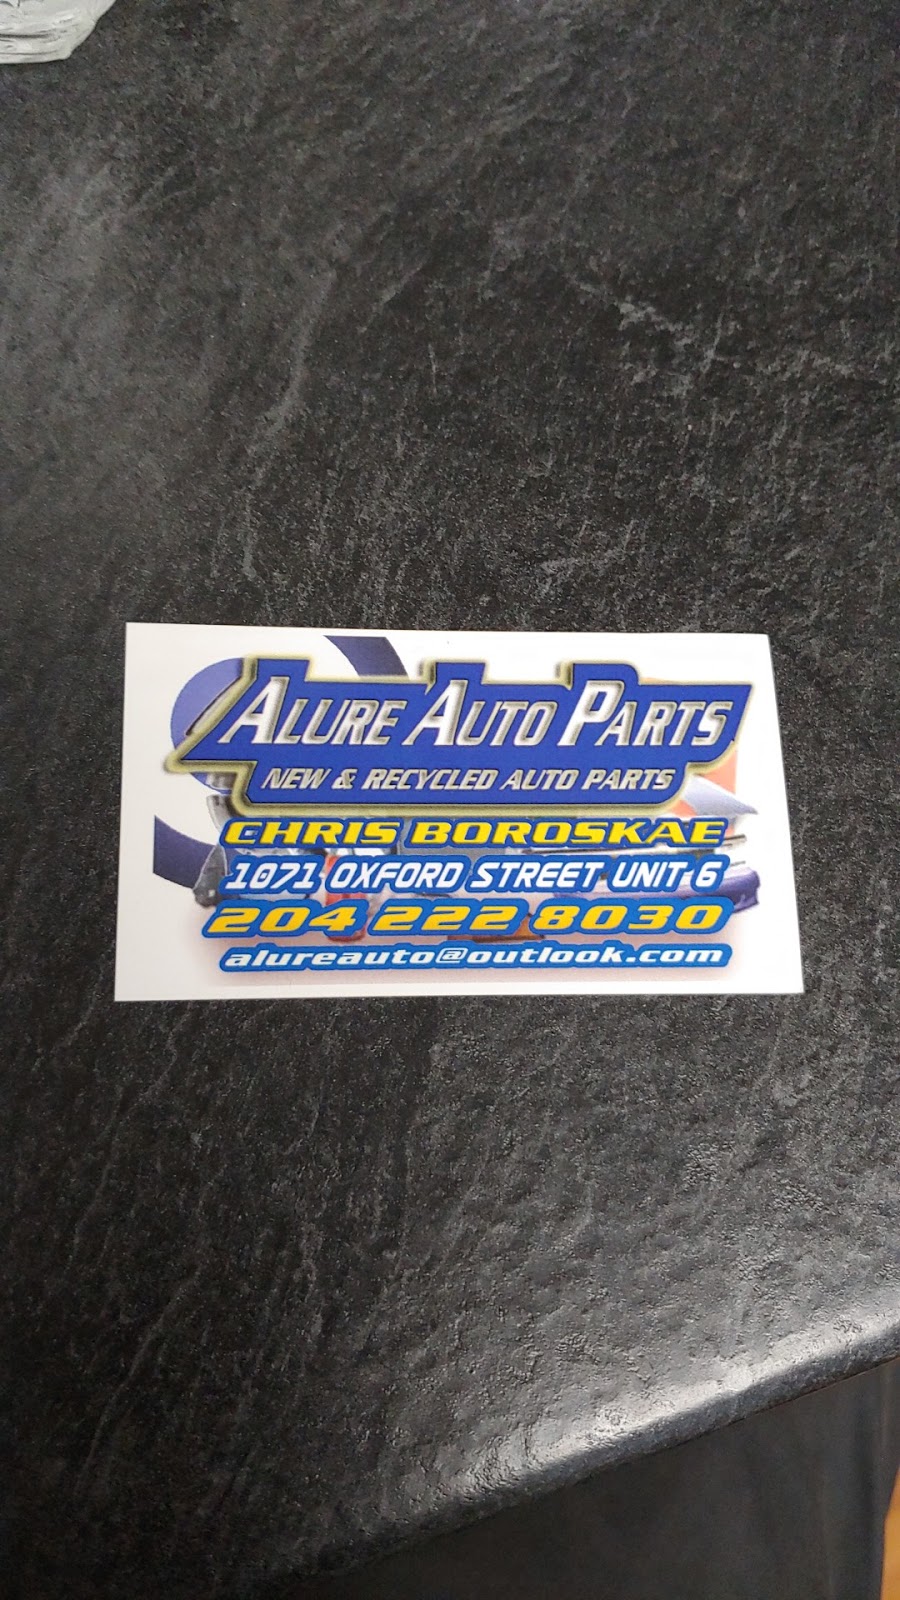 ALURE AUTO PARTS
NEW & RECYCLED AUTO PARTS
CHRIS BOROSKAE
1071 OXFORD STREET UNIT 6
204 222 8030
alureauto@outlook.com